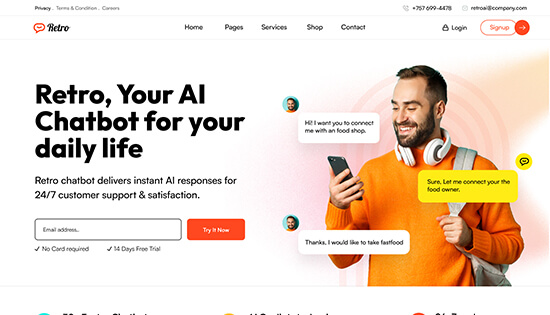 Privacy . Terms & Condition . Careers
+757 699-4478
retroai@company.com
Retro
Home Pages Services Shop Contact
Login
Signup
Retro, Your AI
Chatbot for your
daily life
Retro chatbot delivers instant AI responses for
24/7 customer support & satisfaction.
Email address..
Try It Now
No Card required
14 Days Free Trial
Hi! I want you to connect
me with an food shop.
Sure, Let me connect your the
food owner.
Thanks, I would like to take fastfood